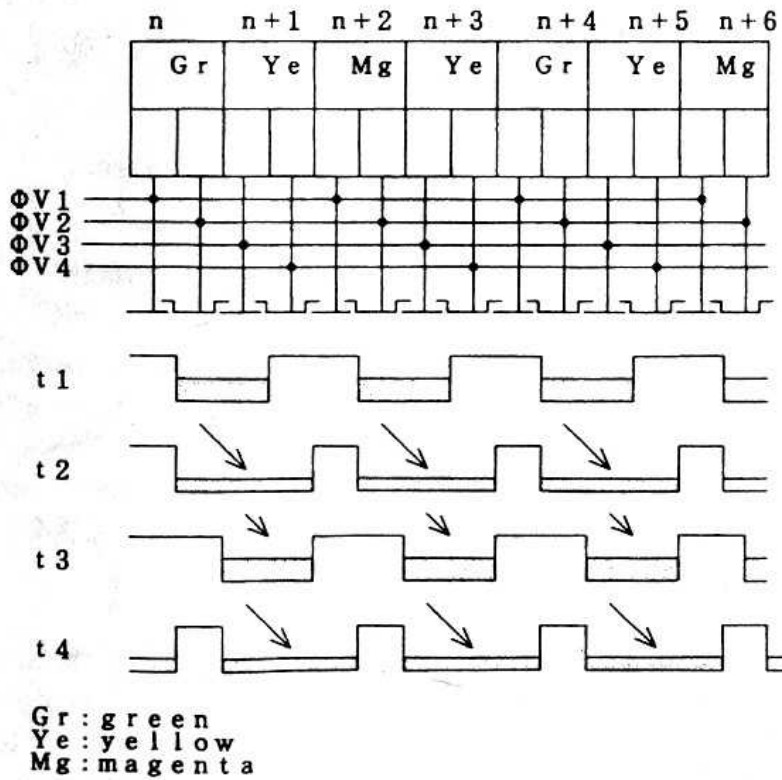 n n+1 n+2 n+3 n+4 n+5 n+6
Gr Ye Mg Ye Gr Ye Mg
ΦV1
ΦV2
ΦV3
ΦV4
t1
t2
t3
t4
Gr:green
Ye:yellow
Mg:magenta